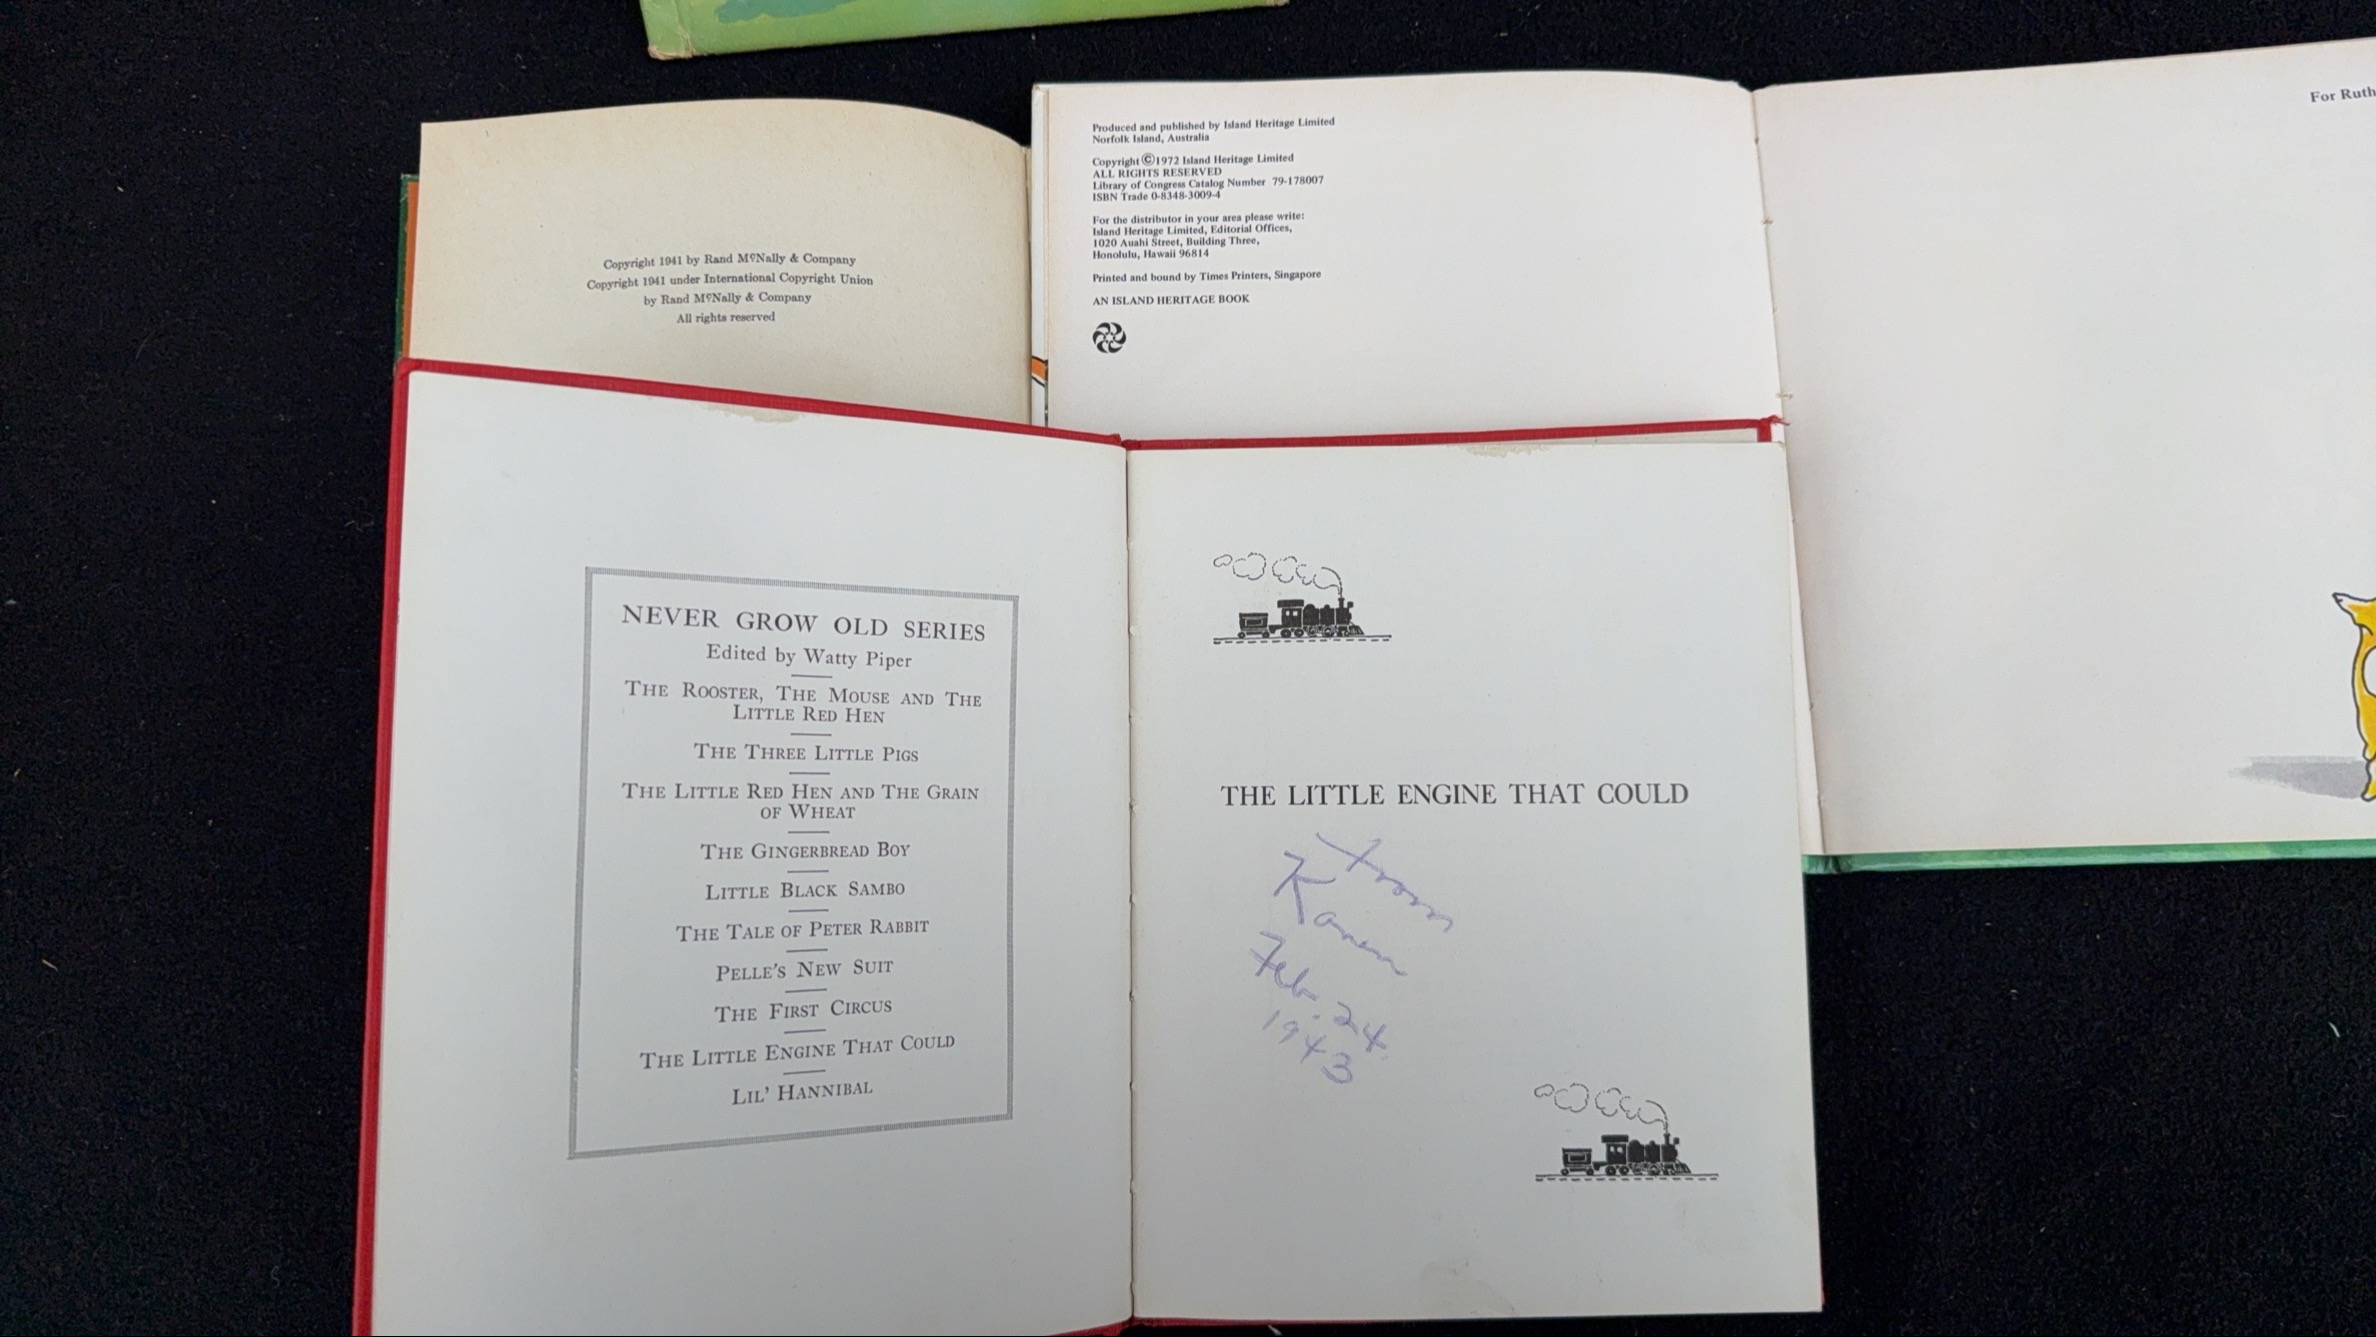 Copyright 1941 by Rand McNally & Company
Copyright 1941 under International Copyright Union
by Rand McNally & Company
All rights reserved
Produced and published by Island Heritage Limited
Norfolk Island, Australia
Copyright ©1972 Island Heritage Limited
ALL RIGHTS RESERVED
Library of Congress Catalog Number 79-178007
ISBN Trade 0-8348-3009-4
For the distributor in your area please write:
Island Heritage Limited, Editorial Offices,
1020 Auahi Street, Building Three,
Honolulu, Hawaii 96814
Printed and bound by Times Printers, Singapore
AN ISLAND HERITAGE BOOK
For Ruth
NEVER GROW OLD SERIES
Edited by Watty Piper
THE ROOSTER, THE MOUSE AND THE
LITTLE RED HEN
THE THREE LITTLE PIGS
THE LITTLE RED HEN AND THE GRAIN
OF WHEAT
THE GINGERBREAD BOY
LITTLE BLACK SAMBO
THE TALE OF PETER RABBIT
PELLE'S NEW SUIT
THE FIRST CIRCUS
THE LITTLE ENGINE THAT COULD
LIL' HANNIBAL
THE LITTLE ENGINE THAT COULD
From
Karen
Feb. 24.
1943